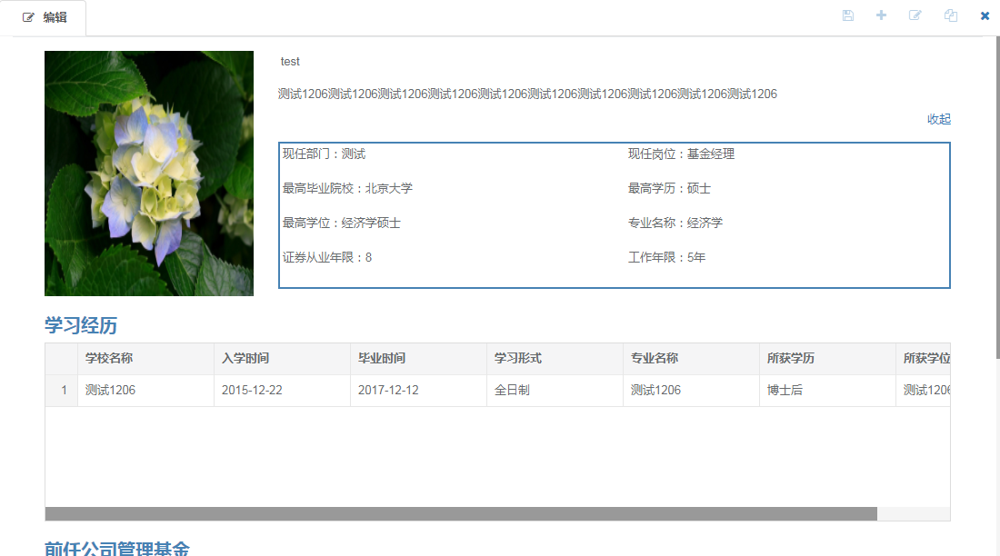 编辑
test
测试1206测试1206测试1206测试1206测试1206测试1206测试1206测试1206测试1206测试1206
收起
现任部门：测试 现任岗位：基金经理
最高毕业院校：北京大学 最高学历：硕士
最高学位：经济学硕士 专业名称：经济学
证券从业年限：8 工作年限：5年
学习经历
学校名称 入学时间 毕业时间 学习形式 专业名称 所获学历 所获学位
1 测试1206 2015-12-22 2017-12-12 全日制 测试1206 博士后 测试1206
前任公司管理基金